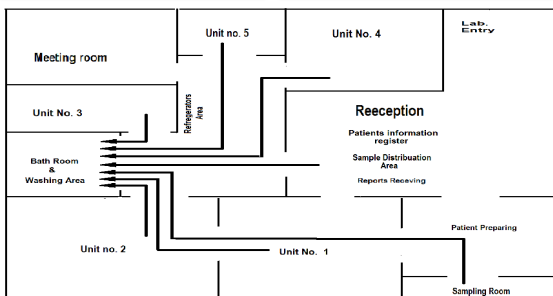 Lab.
Entry
Unit no. 5
Unit no. 4
Meeting room
Unit No. 3
Refregerators
Area
Reeception
Patients information
register
Sample Distribuation
Area
Reports Receving
Bath Room
&
Washing Area
Unit no. 2
Unit No.  1
Patient Preparing
Sampling Room